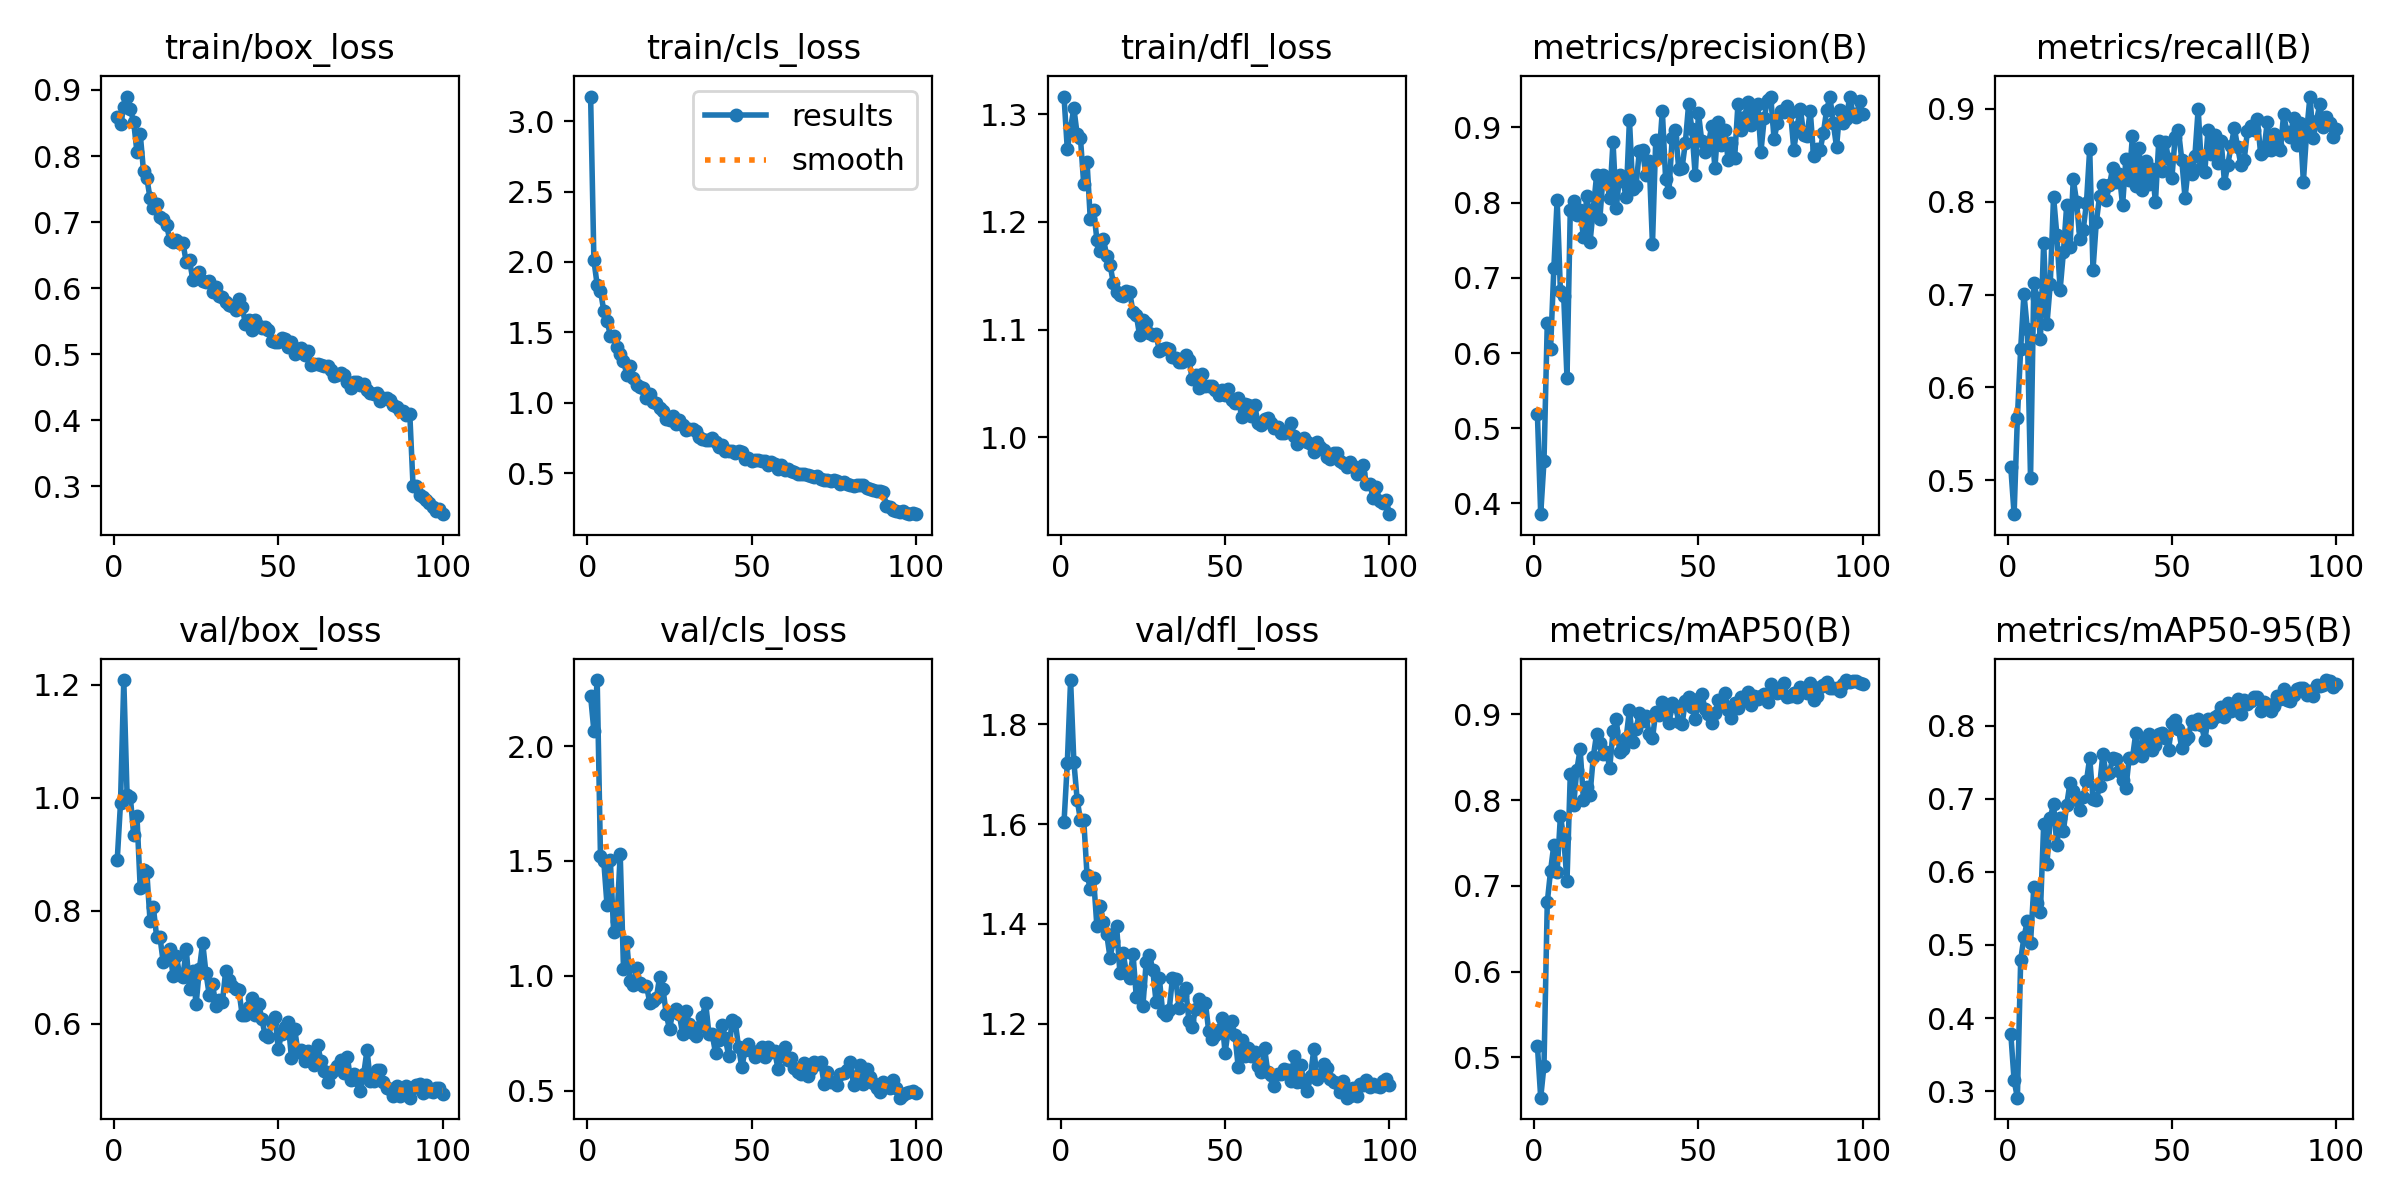 train/box_loss
0.9
0.8
0.7
0.6
0.5
0.4
0.3
0 50 100
train/cls_loss
results
smooth
3.0
2.5
2.0
1.5
1.0
0.5
0 50 100
train/dfl_loss
1.3
1.2
1.1
1.0
0 50 100
metrics/precision(B)
0.9
0.8
0.7
0.6
0.5
0.4
0 50 100
metrics/recall(B)
0.9
0.8
0.7
0.6
0.5
0 50 100
val/box_loss
1.2
1.0
0.8
0.6
0 50 100
val/cls_loss
2.0
1.5
1.0
0.5
0 50 100
val/dfl_loss
1.8
1.6
1.4
1.2
0 50 100
metrics/mAP50(B)
0.9
0.8
0.7
0.6
0.5
0 50 100
metrics/mAP50-95(B)
0.8
0.7
0.6
0.5
0.4
0.3
0 50 100